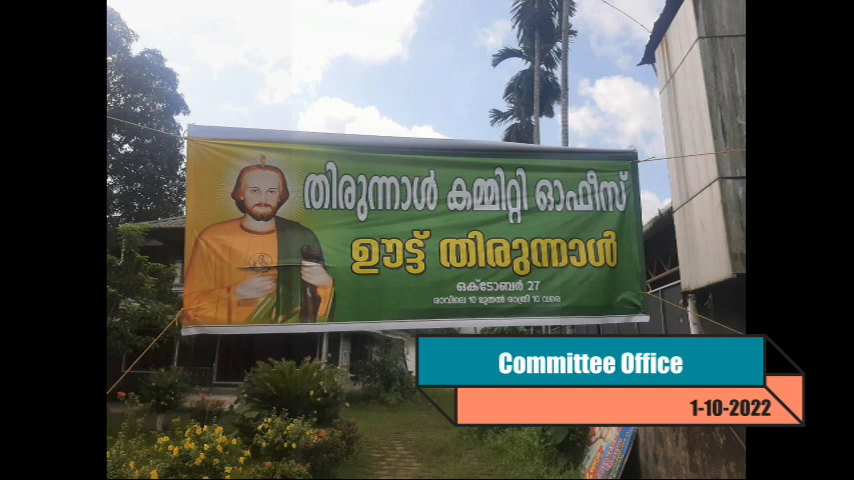 തിരുന്നാൾ കമ്മിറ്റി ഓഫീസ്
ഊട്ട് തിരുന്നാൾ
ഒക്ടോബർ 27
രാവിലെ 10 മുതൽ രാത്രി 10 വരെ
Committee Office
1-10-2022